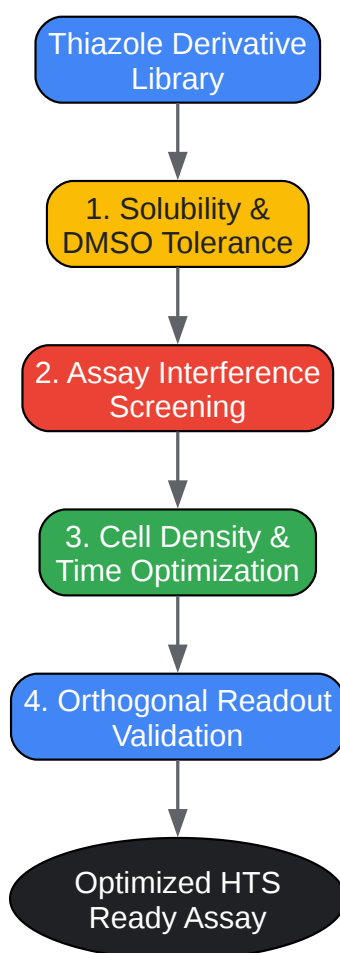 Thiazole Derivative
Library
1. Solubility &
DMSO Tolerance
2. Assay Interference
Screening
3. Cell Density &
Time Optimization
4. Orthogonal Readout
Validation
Optimized HTS
Ready Assay